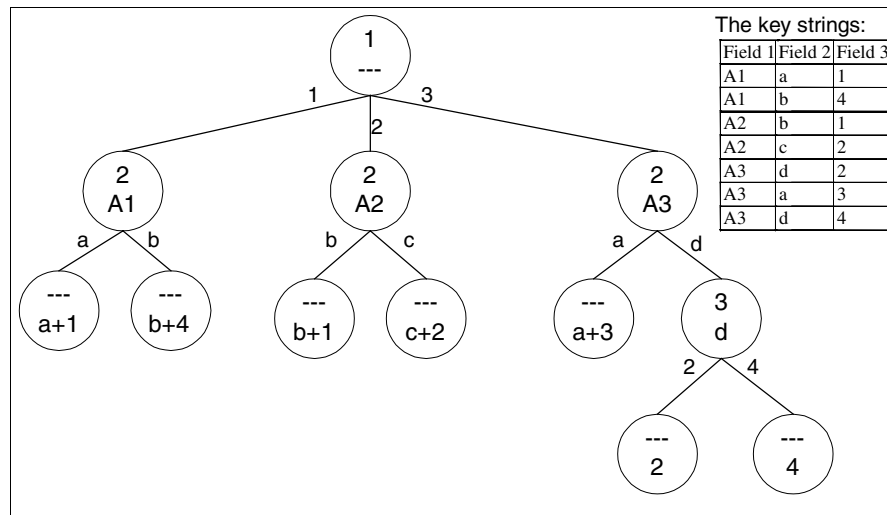 The key strings:
Field 1 Field 2 Field 3
A1 a 1
A1 b 4
A2 b 1
A2 c 2
A3 d 2
A3 a 3
A3 d 4
1
---
1 2 3
2 2 2
A1 A2 A3
a b b c a d
--- --- --- --- --- 3
a+1 b+4 b+1 c+2 a+3 d
2 4
--- ---
2 4